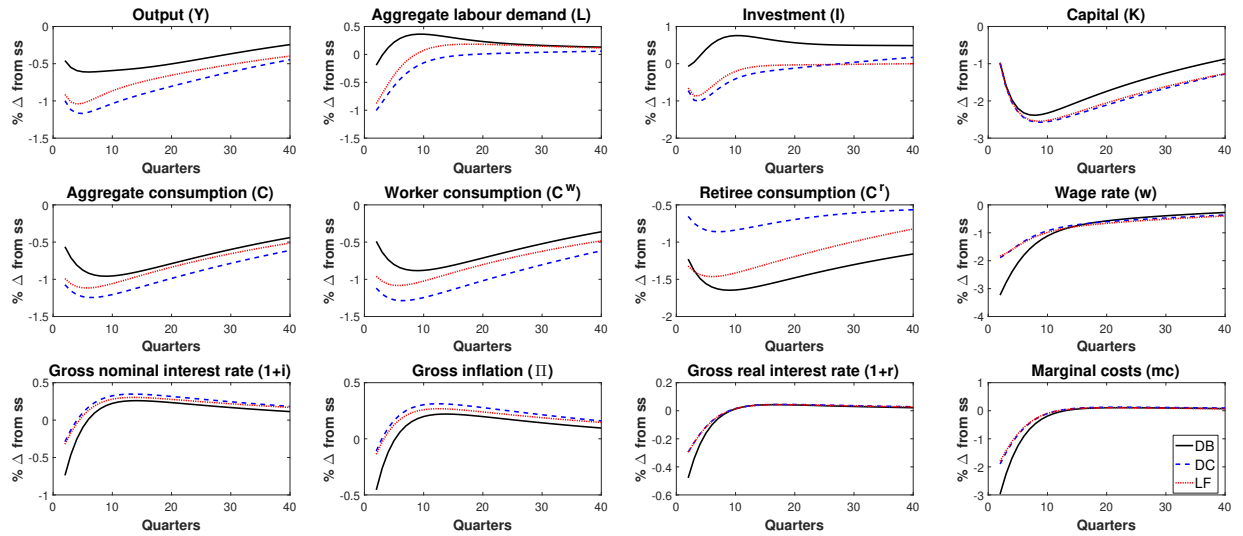 Output (Y)
0
-0.5
-1
-1.5
% Δ from ss
0 10 20 30 40
Quarters
Aggregate labour demand (L)
0.5
0
-0.5
-1
-1.5
% Δ from ss
0 10 20 30 40
Quarters
Investment (I)
1
0
-1
-2
% Δ from ss
0 10 20 30 40
Quarters
Capital (K)
0
-1
-2
-3
% Δ from ss
0 10 20 30 40
Quarters
Aggregate consumption (C)
0
-0.5
-1
-1.5
% Δ from ss
0 10 20 30 40
Quarters
Worker consumption (C^w)
0
-0.5
-1
-1.5
% Δ from ss
0 10 20 30 40
Quarters
Retiree consumption (C^r)
-0.5
-1
-1.5
-2
% Δ from ss
0 10 20 30 40
Quarters
Wage rate (w)
0
-1
-2
-3
-4
% Δ from ss
0 10 20 30 40
Quarters
Gross nominal interest rate (1+i)
0.5
0
-0.5
-1
% Δ from ss
0 10 20 30 40
Quarters
Gross inflation (Π)
0.5
0
-0.5
% Δ from ss
0 10 20 30 40
Quarters
Gross real interest rate (1+r)
0.2
0
-0.2
-0.4
-0.6
% Δ from ss
0 10 20 30 40
Quarters
Marginal costs (mc)
1
0
-1
-2
-3
% Δ from ss
0 10 20 30 40
Quarters
DB
DC
LF